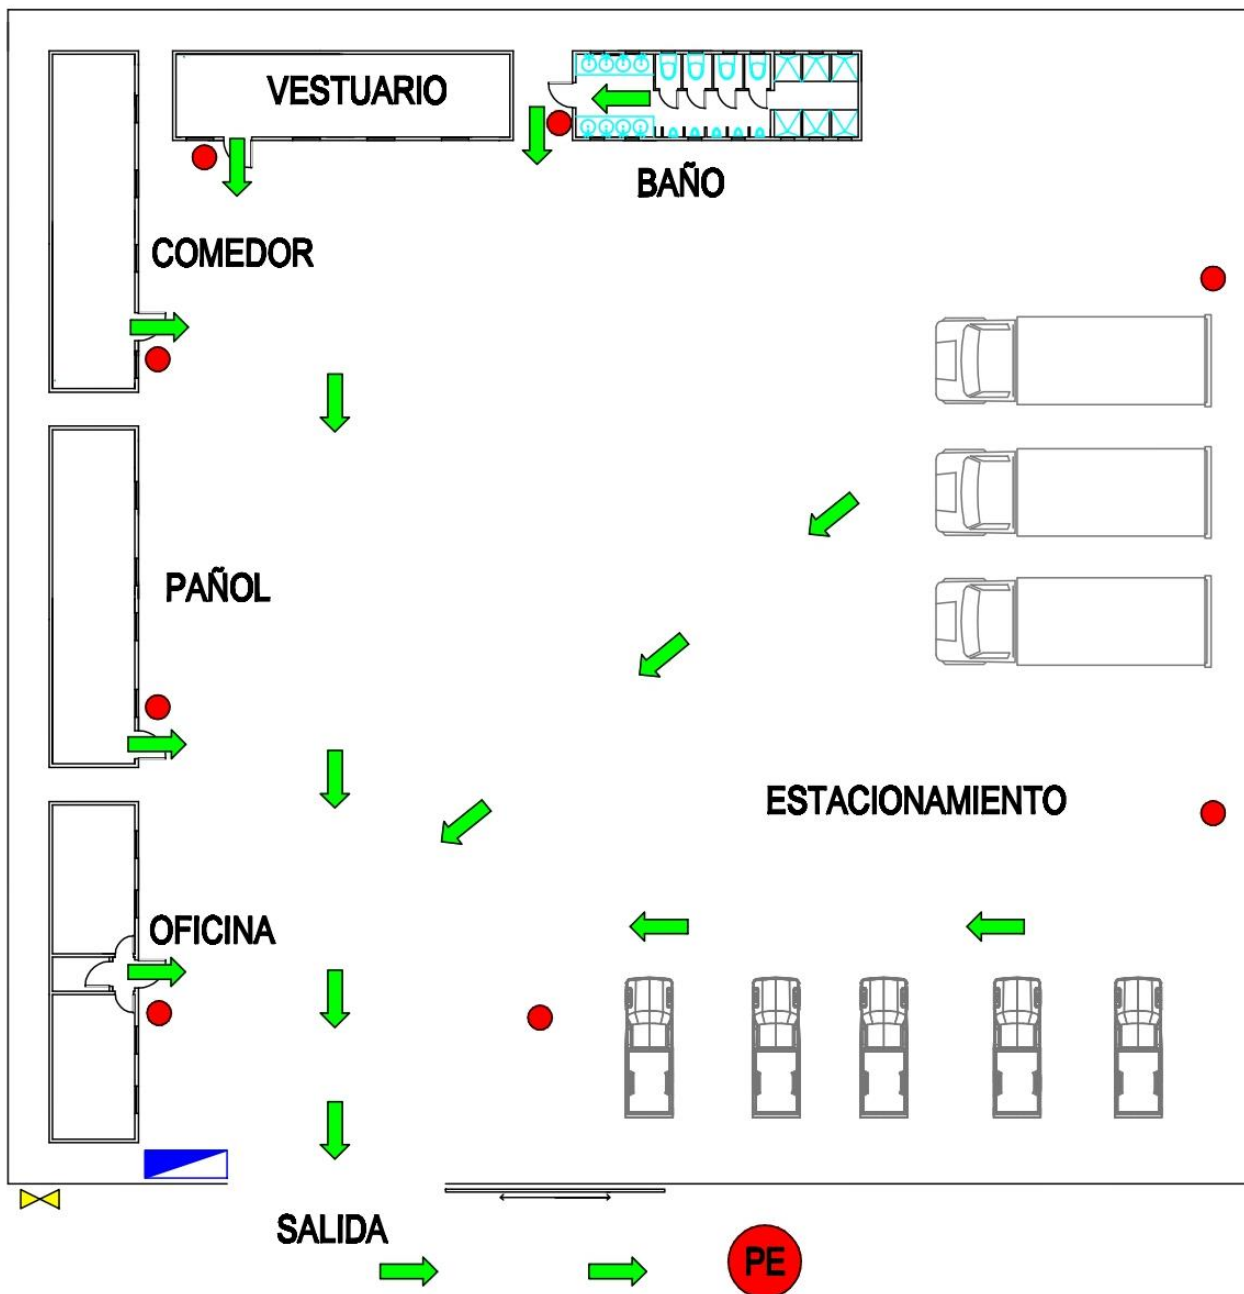 VESTUARIO
BAÑO
COMEDOR
PAÑOL
ESTACIONAMIENTO
OFICINA
SALIDA
PE